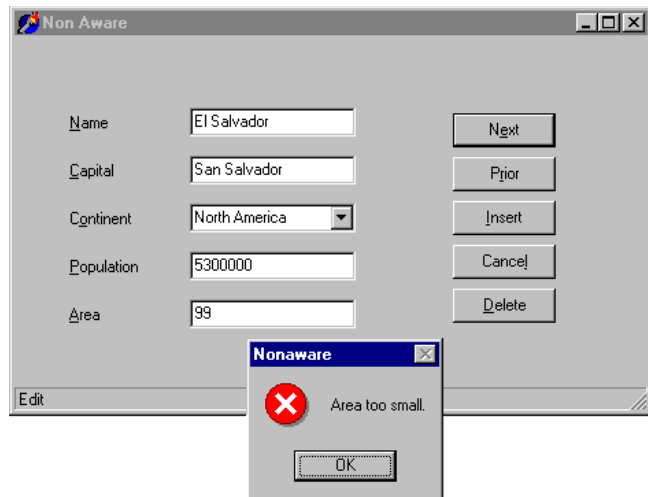 Non Aware
Name El Salvador Next
Capital San Salvador Prior
Continent North America Insert
Population 5300000 Cancel
Area 99 Delete
Nonaware
Edit
Area too small.
OK